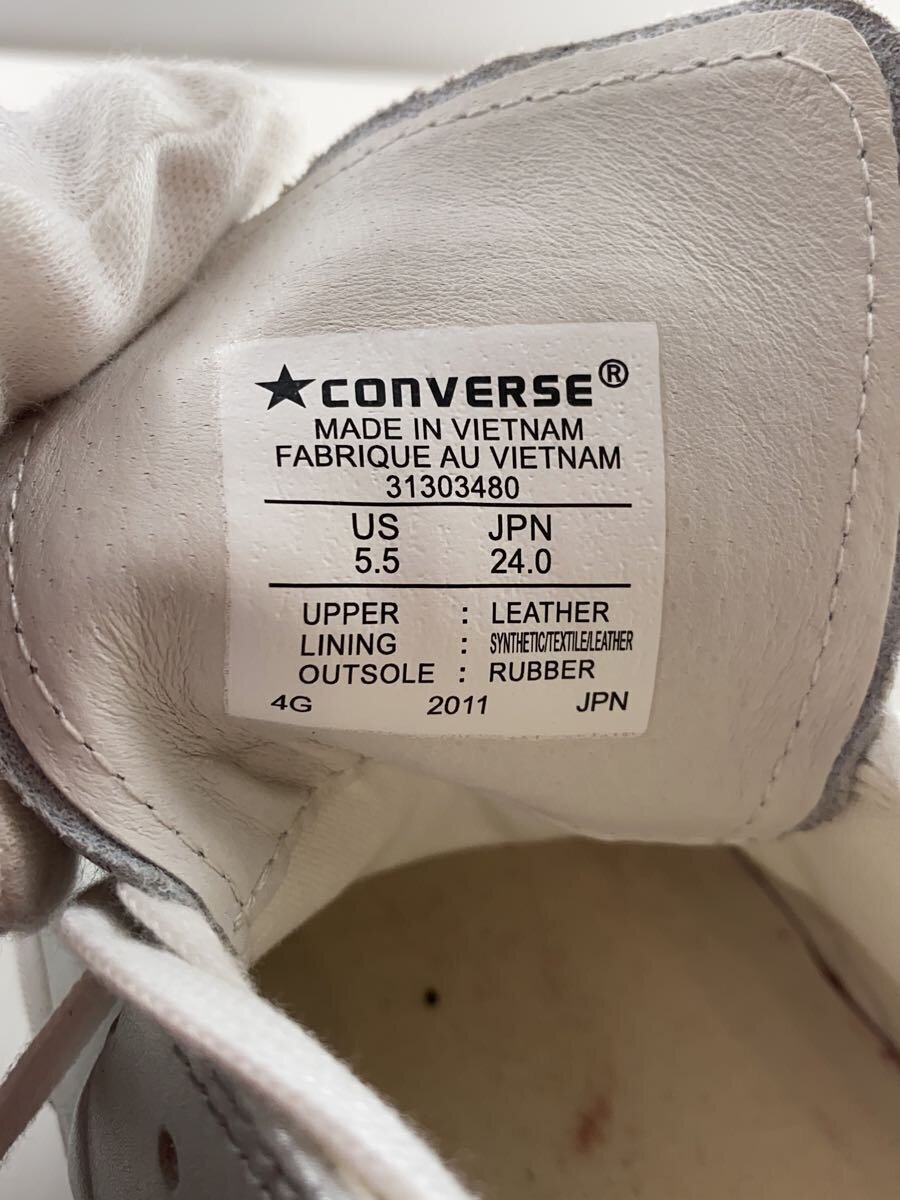 ★CONVERSE®
MADE IN VIETNAM
FABRIQUE AU VIETNAM
31303480
US JPN
5.5 24.0
UPPER : LEATHER
LINING : SYNTHETIC/TEXTILE/LEATHER
OUTSOLE : RUBBER
4G 2011 JPN